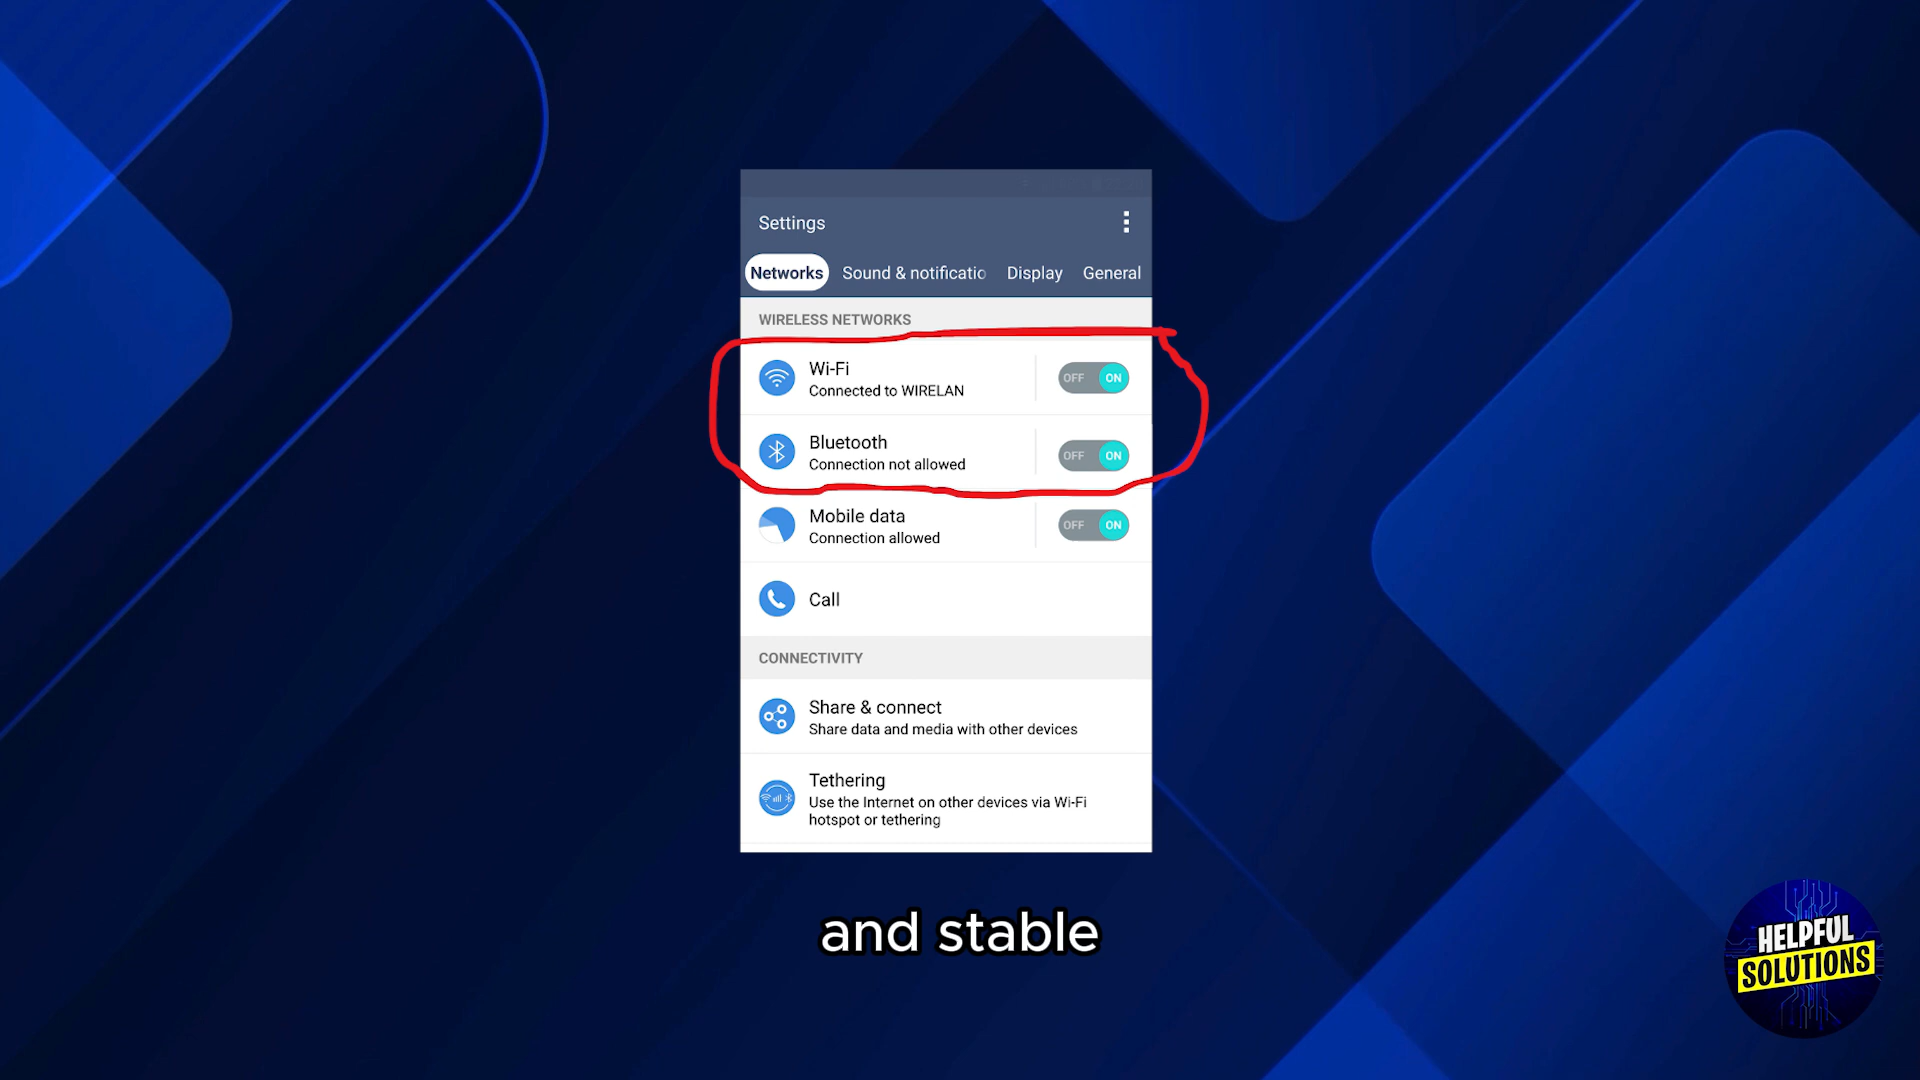 Settings
Networks Sound & notificatio Display General
WIRELESS NETWORKS
Wi-Fi
Connected to WIRELAN
OFF ON
Bluetooth
Connection not allowed
OFF ON
Mobile data
Connection allowed
OFF ON
Call
CONNECTIVITY
Share & connect
Share data and media with other devices
Tethering
Use the Internet on other devices via Wi-Fi
hotspot or tethering
and stable
HELPFUL
SOLUTIONS